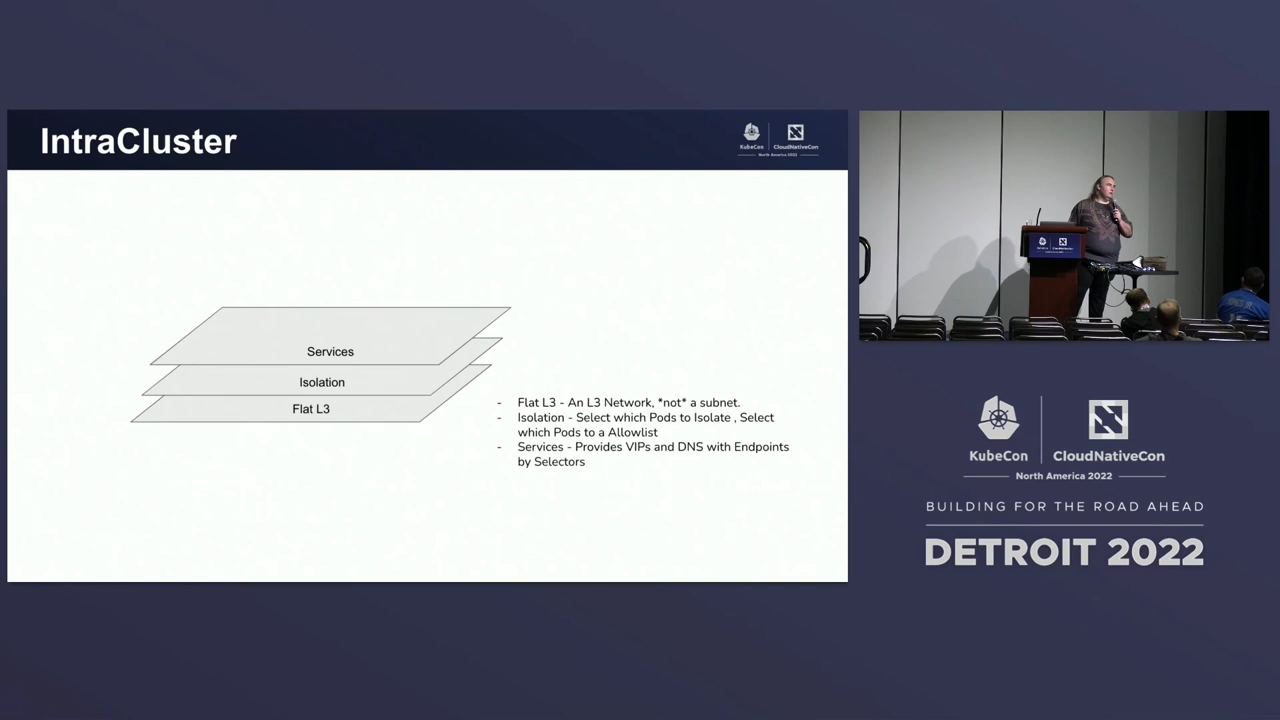 IntraCluster
KubeCon
CloudNativeCon
North America 2022
Services
Isolation
Flat L3
- Flat L3 - An L3 Network, *not* a subnet.
- Isolation - Select which Pods to Isolate , Select
which Pods to a Allowlist
- Services - Provides VIPs and DNS with Endpoints
by Selectors
KubeCon
CloudNativeCon
North America 2022
BUILDING FOR THE ROAD AHEAD
DETROIT 2022